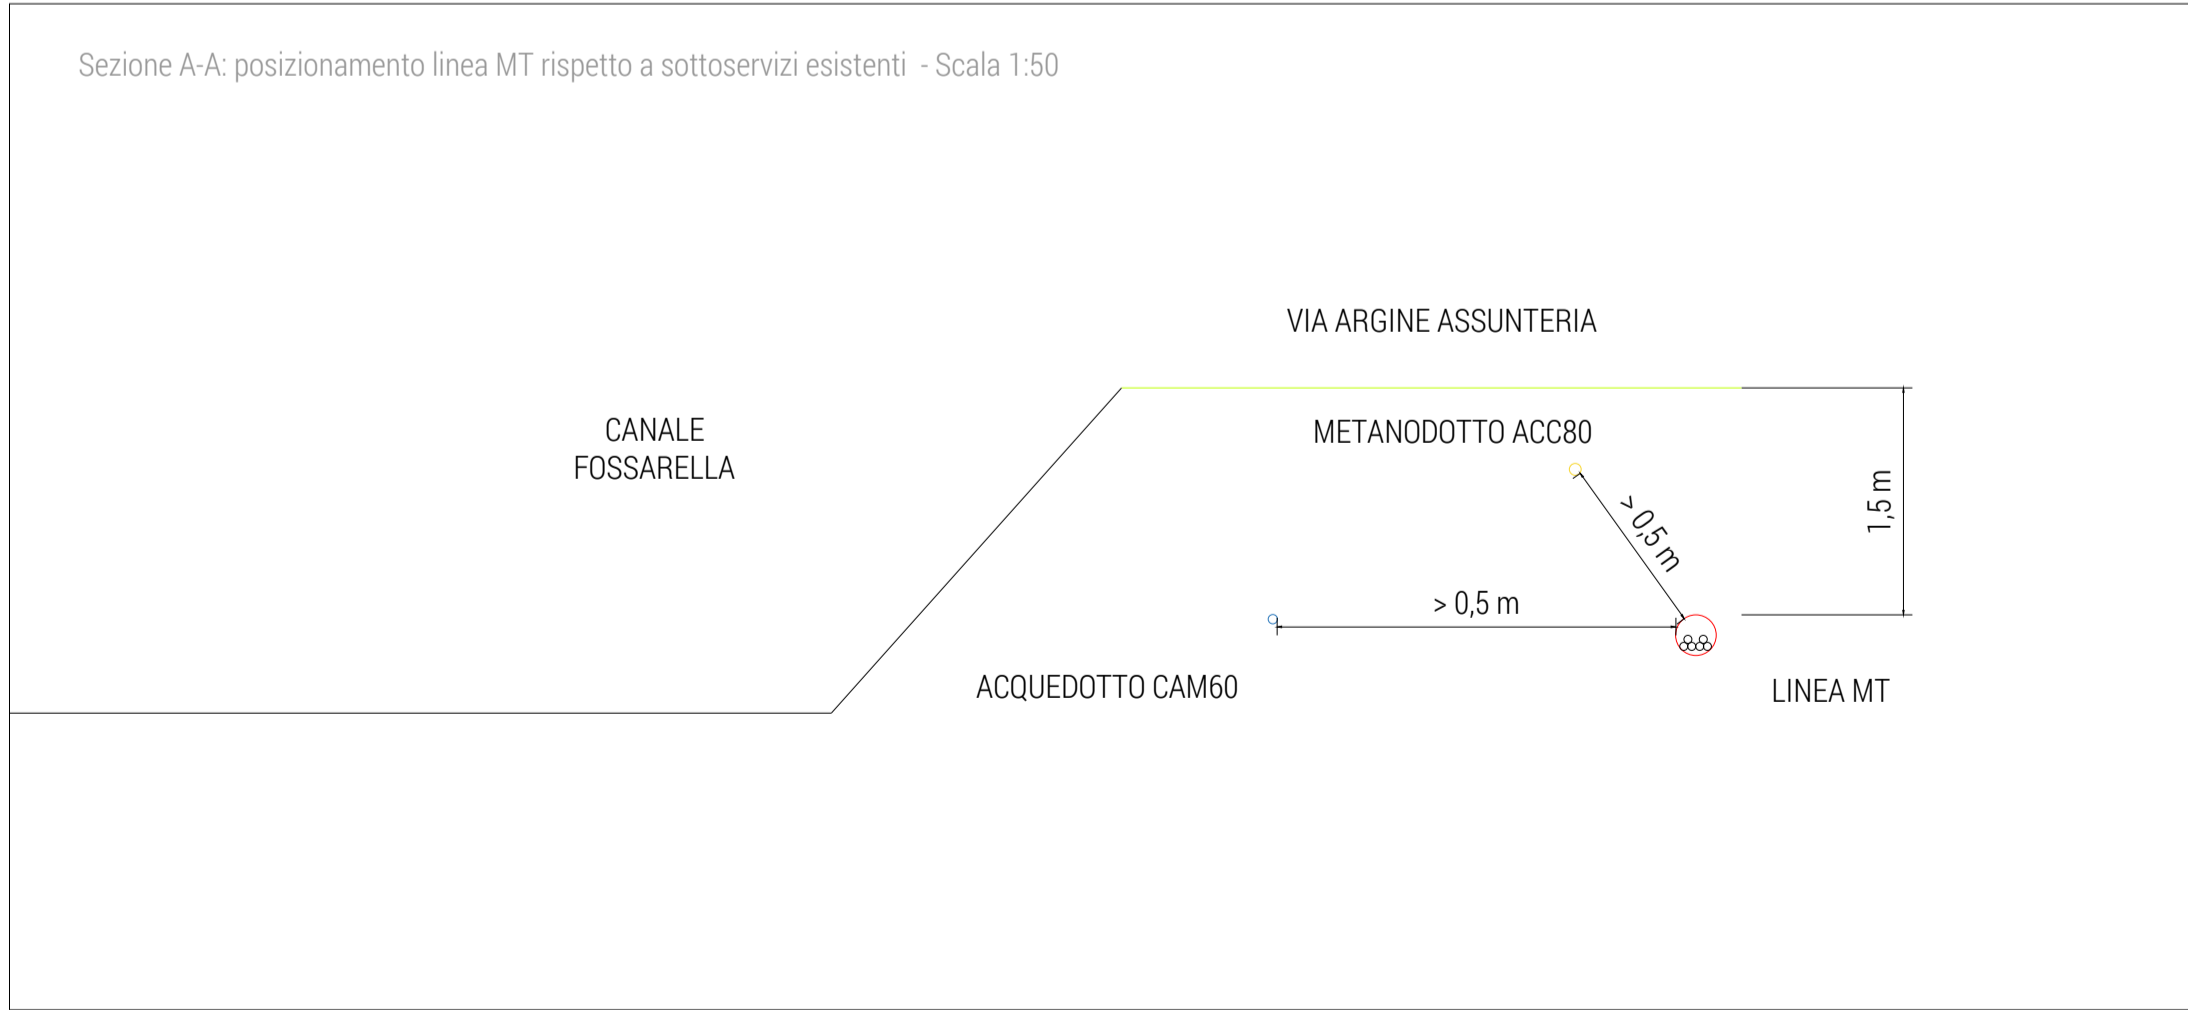 Sezione A-A: posizionamento linea MT rispetto a sottoservizi esistenti - Scala 1:50
VIA ARGINE ASSUNTERIA
CANALE
FOSSARELLA
METANODOTTO ACC80
1,5 m
> 0,5 m
> 0,5 m
ACQUEDOTTO CAM60
LINEA MT